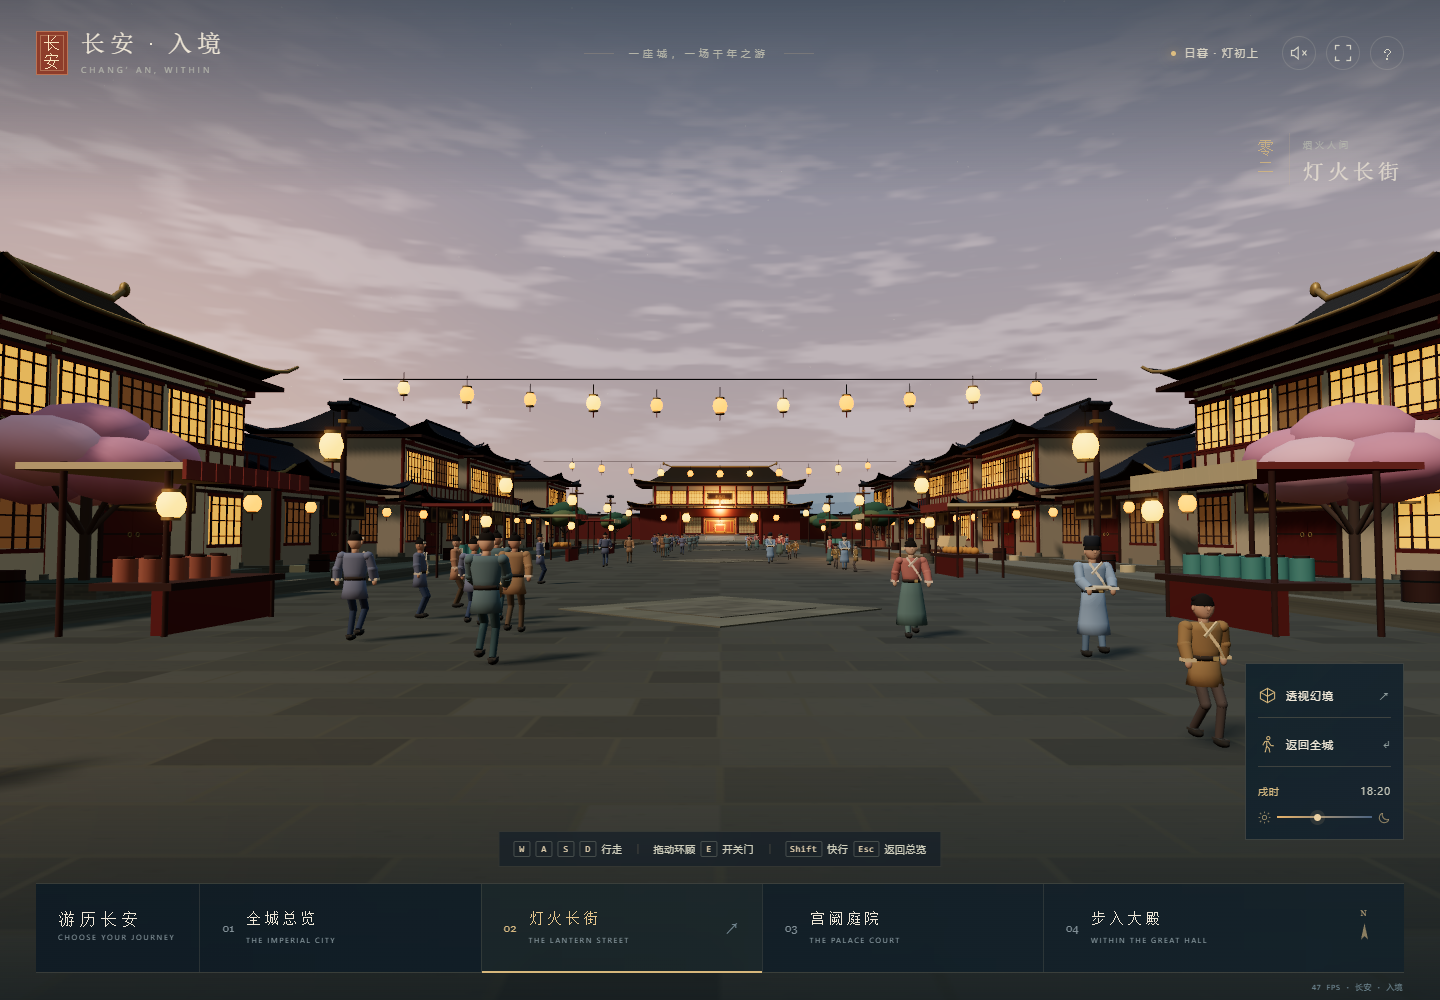 长安
长安 · 入境
CHANG' AN, WITHIN
一座城，一场千年之游
日暮 · 灯初上
?
零二
烟火人间
灯火长街
透视幻境
返回全城
戌时 18:20
W A S D 行走 | 拖动环顾 E 开关门 | Shift 快行 Esc 返回总览
游历长安
CHOOSE YOUR JOURNEY
01 全城总览
THE IMPERIAL CITY
02 灯火长街
THE LANTERN STREET
03 宫阙庭院
THE PALACE COURT
04 步入大殿
WITHIN THE GREAT HALL
N
47 FPS · 长安 · 入境